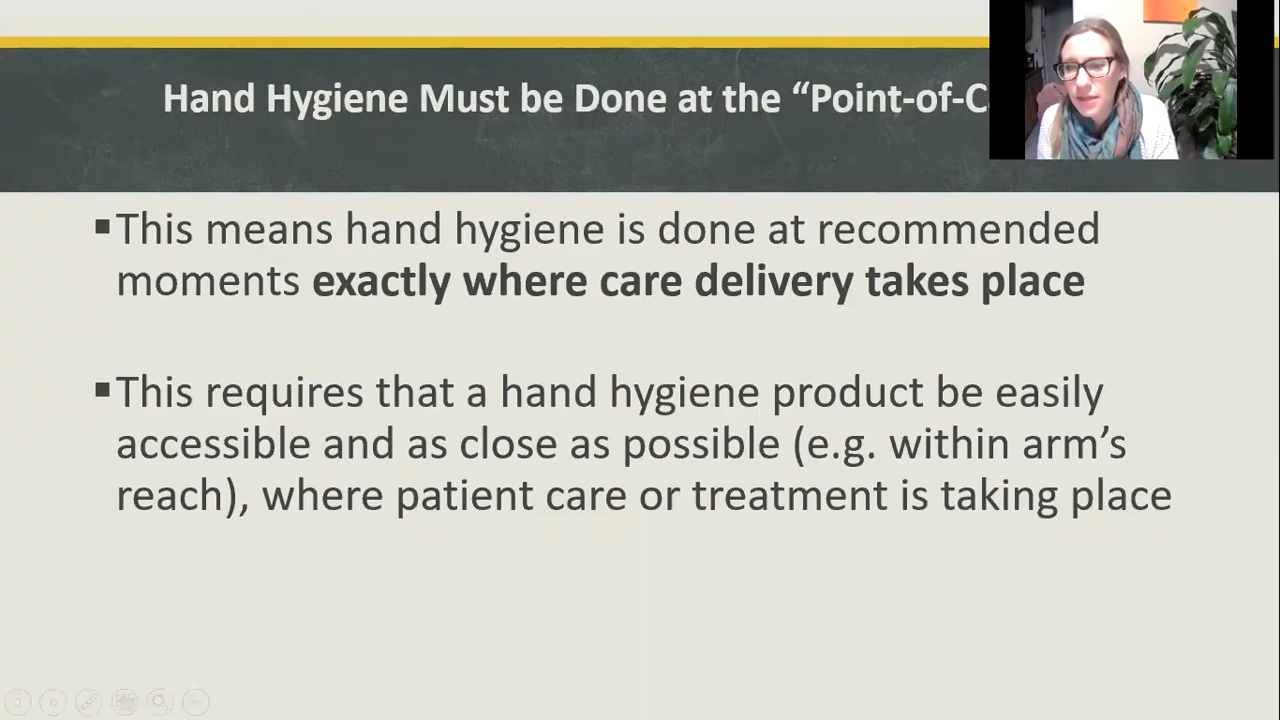 Hand Hygiene Must be Done at the “Point-of-C
▪This means hand hygiene is done at recommended
moments exactly where care delivery takes place
▪This requires that a hand hygiene product be easily
accessible and as close as possible (e.g. within arm’s
reach), where patient care or treatment is taking place